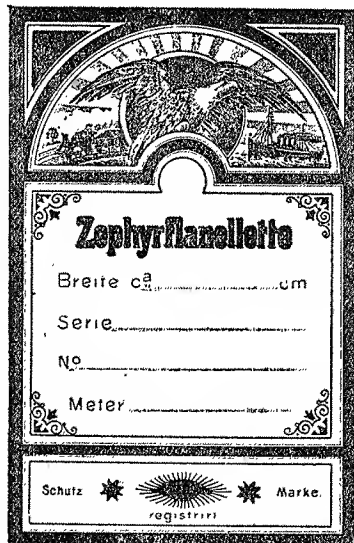 Zephyrflanellette
Breite ca cm
Serie
No
Meter
Schutz Marke.
registrirt